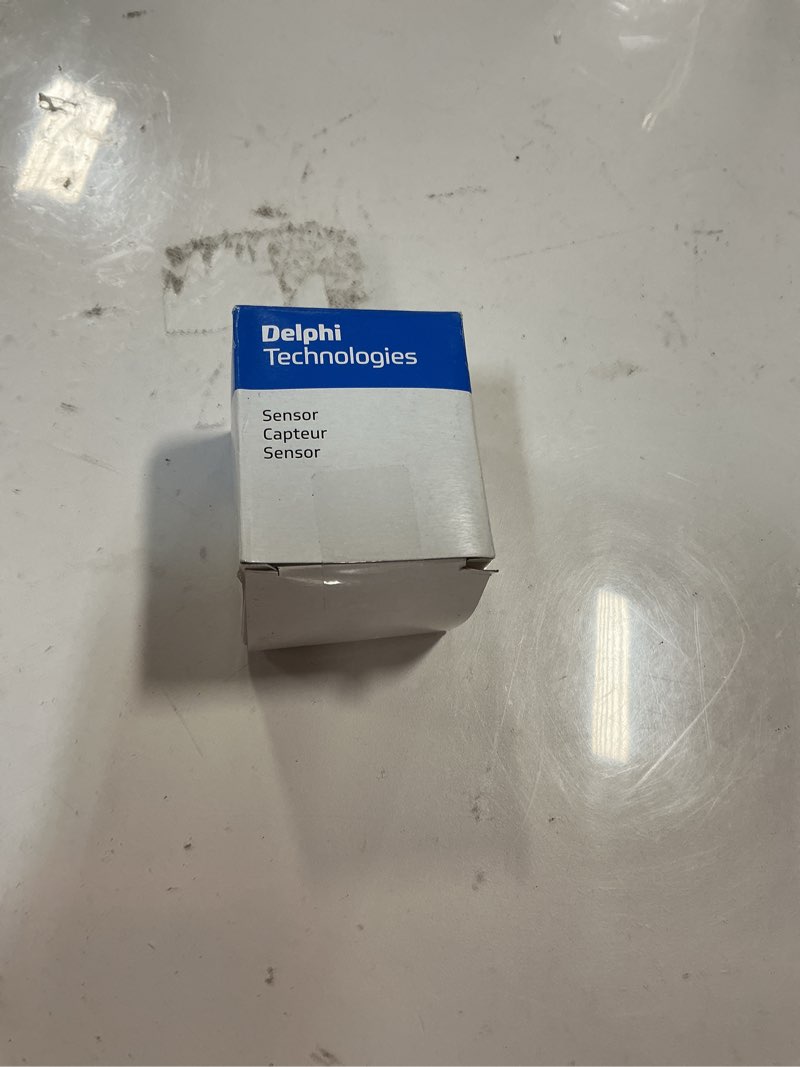 Delphi
Technologies
Sensor
Capteur
Sensor